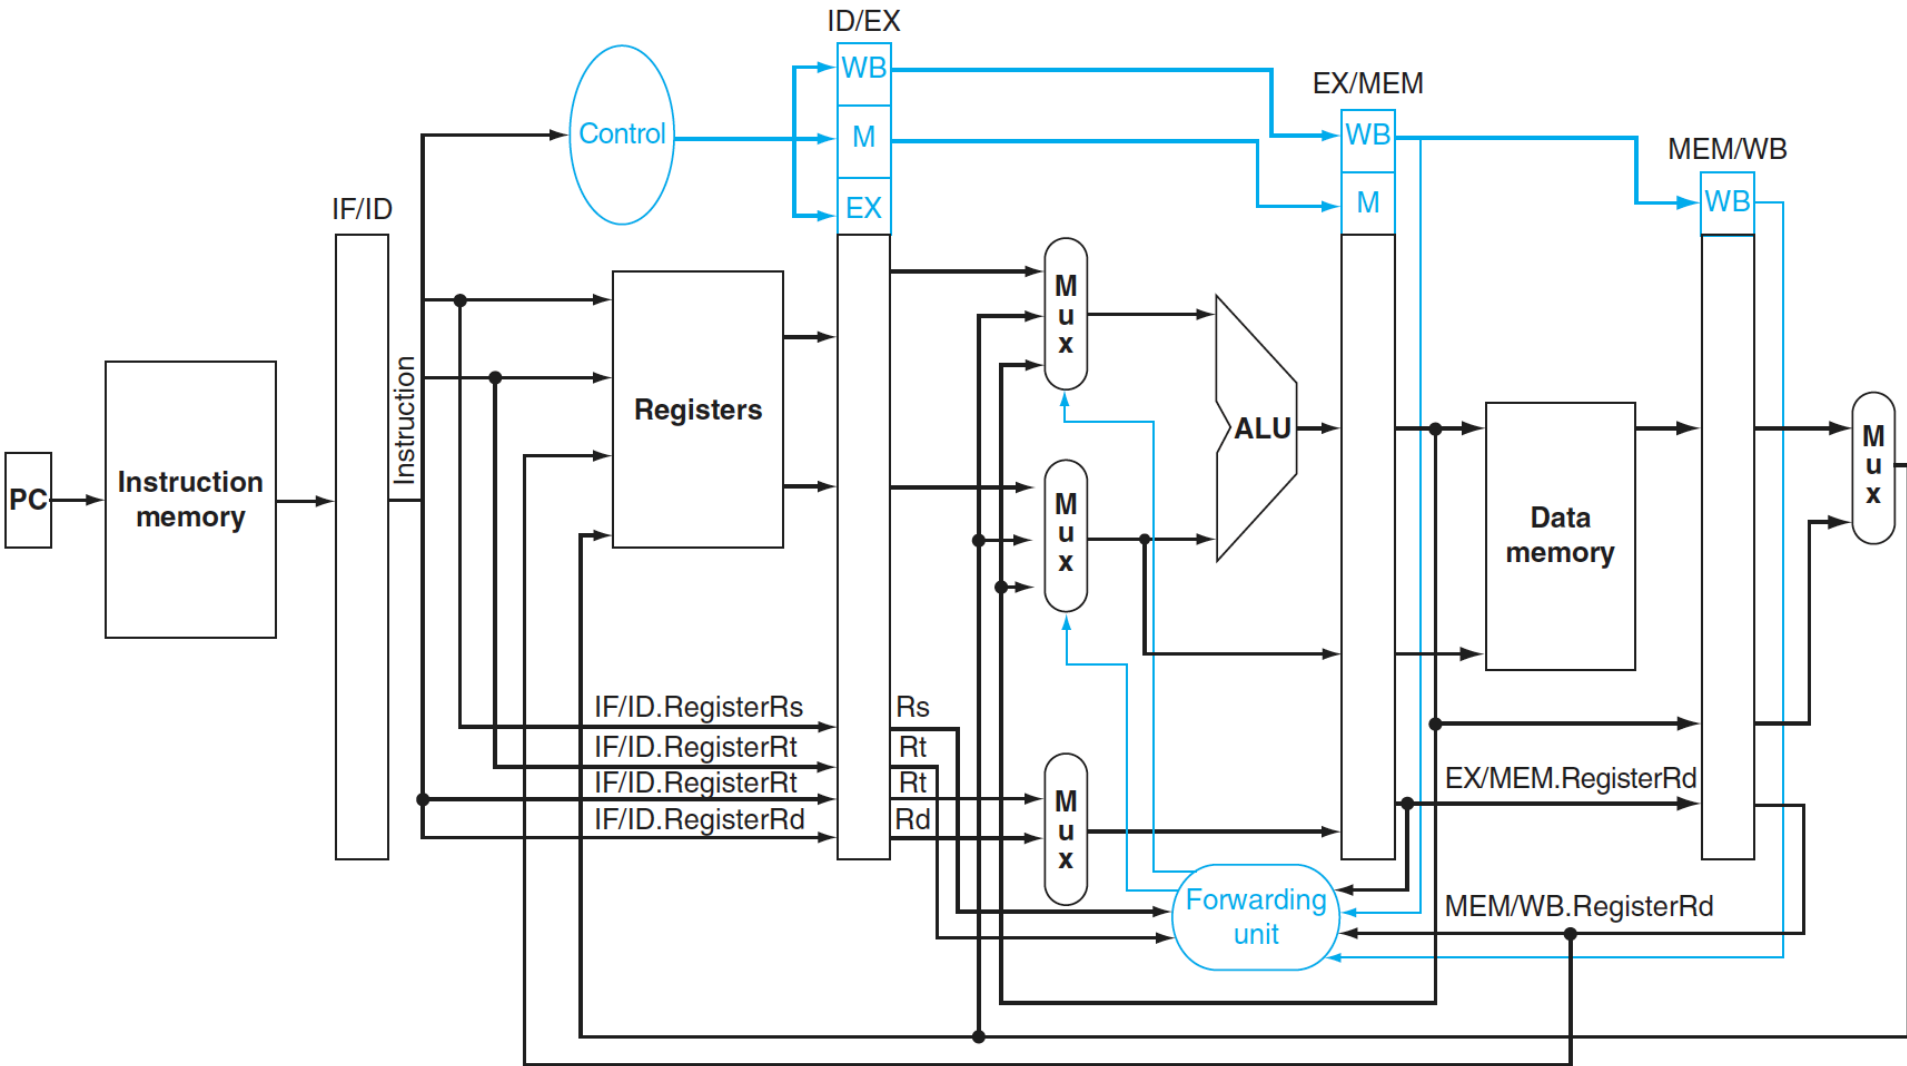 ID/EX
WB
EX/MEM
Control
M
WB
MEM/WB
IF/ID
EX
M
WB
M
u
x
Instruction
Registers
ALU
M
u
x
PC
Instruction
memory
M
u
x
Data
memory
IF/ID.RegisterRs
Rs
IF/ID.RegisterRt
Rt
IF/ID.RegisterRt
Rt
EX/MEM.RegisterRd
IF/ID.RegisterRd
Rd
M
u
x
Forwarding
unit
MEM/WB.RegisterRd